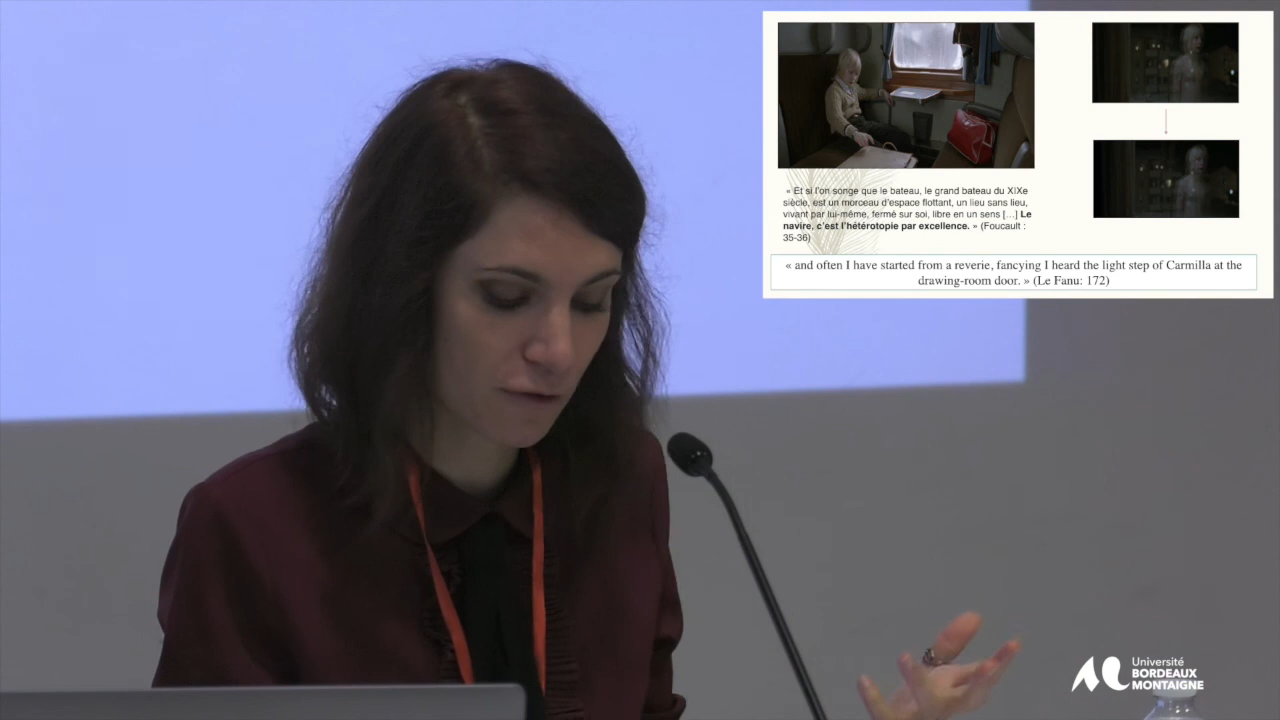 « Et si l'on songe que le bateau, le grand bateau du XIXe
siècle, est un morceau d'espace flottant, un lieu sans lieu,
vivant par lui-même, fermé sur soi, libre en un sens […] Le
navire, c'est l'hétérotopie par excellence. » (Foucault :
35-36)
« and often I have started from a reverie, fancying I heard the light step of Carmilla at the
drawing-room door. » (Le Fanu: 172)
Université
BORDEAUX
MONTAIGNE